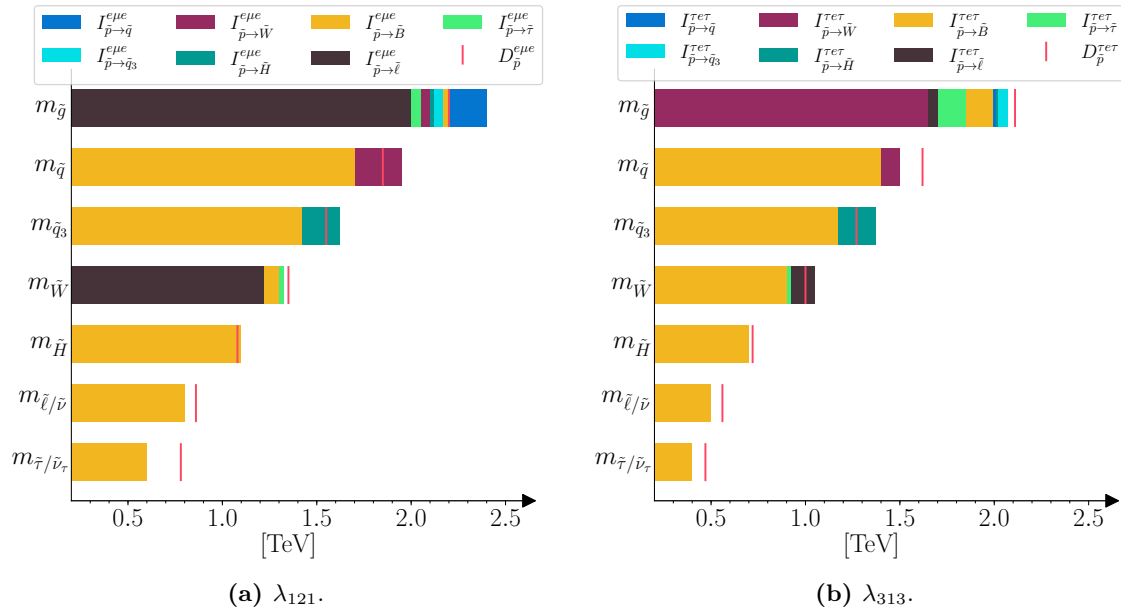 I^{eμe}_{p̃→q̃} I^{eμe}_{p̃→W̃} I^{eμe}_{p̃→B̃} I^{eμe}_{p̃→τ̃}
I^{eμe}_{p̃→q̃₃} I^{eμe}_{p̃→H̃} I^{eμe}_{p̃→ℓ̃} D^{eμe}_{p̃}
m_{g̃}
m_{q̃}
m_{q̃₃}
m_{W̃}
m_{H̃}
m_{ℓ̃/ν̃}
m_{τ̃/ν̃_τ}
0.5 1.0 1.5 2.0 2.5
[TeV]
(a) λ₁₂₁.
I^{τeτ}_{p̃→q̃} I^{τeτ}_{p̃→W̃} I^{τeτ}_{p̃→B̃} I^{τeτ}_{p̃→τ̃}
I^{τeτ}_{p̃→q̃₃} I^{τeτ}_{p̃→H̃} I^{τeτ}_{p̃→ℓ̃} D^{τeτ}_{p̃}
m_{g̃}
m_{q̃}
m_{q̃₃}
m_{W̃}
m_{H̃}
m_{ℓ̃/ν̃}
m_{τ̃/ν̃_τ}
0.5 1.0 1.5 2.0 2.5
[TeV]
(b) λ₃₁₃.